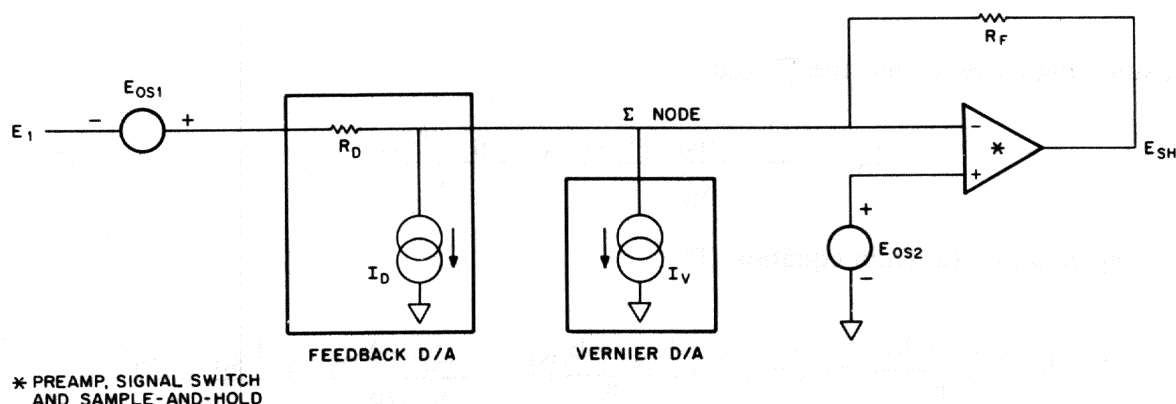 R_F
E_OS1
Σ NODE
E_1
- +
R_D
-
*
+
E_SH
I_D
I_V
+
E_OS2
-
FEEDBACK D/A
VERNIER D/A
* PREAMP, SIGNAL SWITCH
AND SAMPLE-AND-HOLD